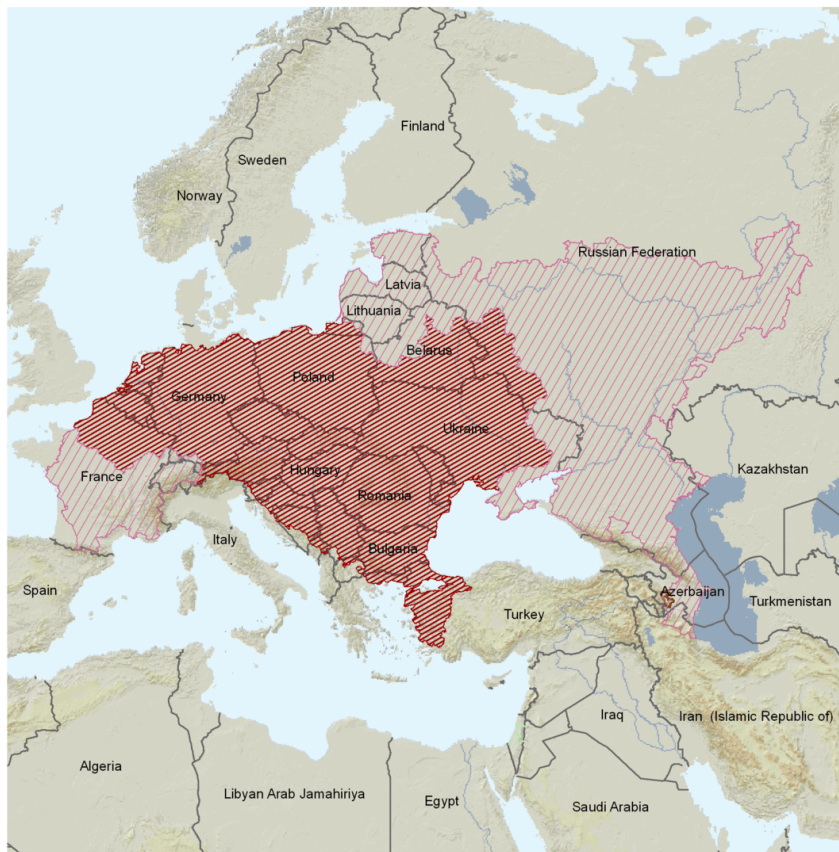 Finland
Sweden
Norway
Russian Federation
Latvia
Lithuania
Belarus
Poland
Germany
Ukraine
France
Hungary
Kazakhstan
Romania
Italy
Bulgaria
Spain
Azerbaijan
Turkmenistan
Turkey
Iraq
Iran (Islamic Republic of)
Algeria
Libyan Arab Jamahiriya
Egypt
Saudi Arabia